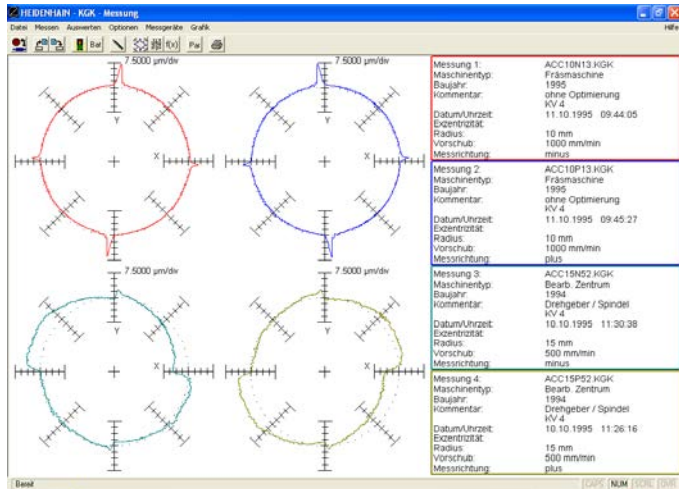 HEIDENHAIN - KGK - Messung
Datei Messen Auswerten Optionen Messgeräte Grafik Hilfe
Bat f(x) Par
7.5000 µm/div
Y
X
7.5000 µm/div
Y
X
7.5000 µm/div
Y
X
7.5000 µm/div
Y
X
Messung 1: ACC10N13.KGK
Maschinentyp: Fräsmaschine
Baujahr: 1995
Kommentar: ohne Optimierung
KV 4
Datum/Uhrzeit: 11.10.1995 09:44:05
Exzentrizität:
Radius: 10 mm
Vorschub: 1000 mm/min
Messrichtung: minus
Messung 2: ACC10P13.KGK
Maschinentyp: Fräsmaschine
Baujahr: 1995
Kommentar: ohne Optimierung
KV 4
Datum/Uhrzeit: 11.10.1995 09:45:27
Exzentrizität:
Radius: 10 mm
Vorschub: 1000 mm/min
Messrichtung: plus
Messung 3: ACC15N52.KGK
Maschinentyp: Bearb. Zentrum
Baujahr: 1994
Kommentar: Drehgeber / Spindel
KV 4
Datum/Uhrzeit: 10.10.1995 11:30:38
Exzentrizität:
Radius: 15 mm
Vorschub: 500 mm/min
Messrichtung: minus
Messung 4: ACC15P52.KGK
Maschinentyp: Bearb. Zentrum
Baujahr: 1994
Kommentar: Drehgeber / Spindel
KV 4
Datum/Uhrzeit: 10.10.1995 11:26:16
Exzentrizität:
Radius: 15 mm
Vorschub: 500 mm/min
Messrichtung: plus
Bereit CAPS NUM SCRL OVR